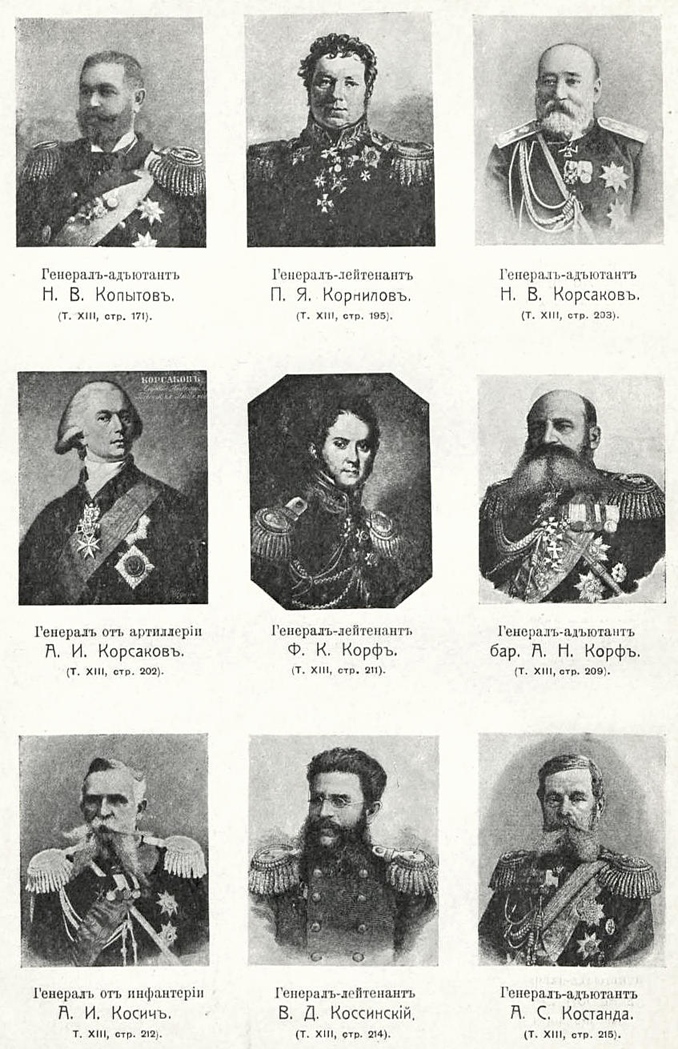 Генералъ-адъютантъ
Н. В. Копытовъ.
(Т. XIII, стр. 171).
Генералъ-лейтенантъ
П. Я. Корниловъ.
(Т. XIII, стр. 195).
Генералъ-адъютантъ
Н. В. Корсаковъ.
(Т. XIII, стр. 203).
КОРСАКОВЪ
Генералъ отъ артиллеріи
А. И. Корсаковъ.
(Т. XIII, стр. 202).
Генералъ-лейтенантъ
Ф. К. Корфъ.
(Т. XIII, стр. 211).
Генералъ-адъютантъ
бар. А. Н. Корфъ.
(Т. XIII, стр. 209).
Генералъ отъ инфантеріи
А. И. Косичъ.
Т. XIII, стр. 212).
Генералъ-лейтенантъ
В. Д. Коссинскій.
(Т. XIII, стр. 214).
Генералъ-адъютантъ
А. С. Костанда.
(Т. XIII, стр. 215).